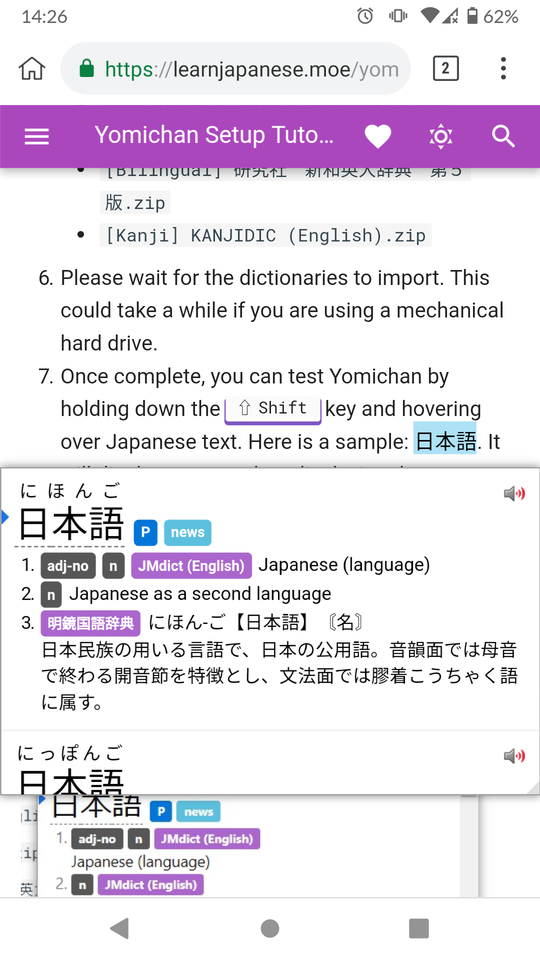 14:26
62%
https://learnjapanese.moe/yom
2
Yomichan Setup Tuto...
[Bilingual] 研究社 新和英大辞典 第5
版.zip
[Kanji] KANJIDIC (English).zip
6. Please wait for the dictionaries to import. This
could take a while if you are using a mechanical
hard drive.
7. Once complete, you can test Yomichan by
holding down the ⇧ Shift key and hovering
over Japanese text. Here is a sample: 日本語. It
にほんご
日本語 P news
1. adj-no n JMdict (English) Japanese (language)
2. n Japanese as a second language
3. 明鏡国語辞典 にほん-ご【日本語】〘名〙
日本民族の用いる言語で、日本の公用語。音韻面では母音
で終わる開音節を特徴とし、文法面では膠着こうちゃく語
に属す。
にっぽんご
日本語
日本語 P news
1. adj-no n JMdict (English)
Japanese (language)
2. n JMdict (English)